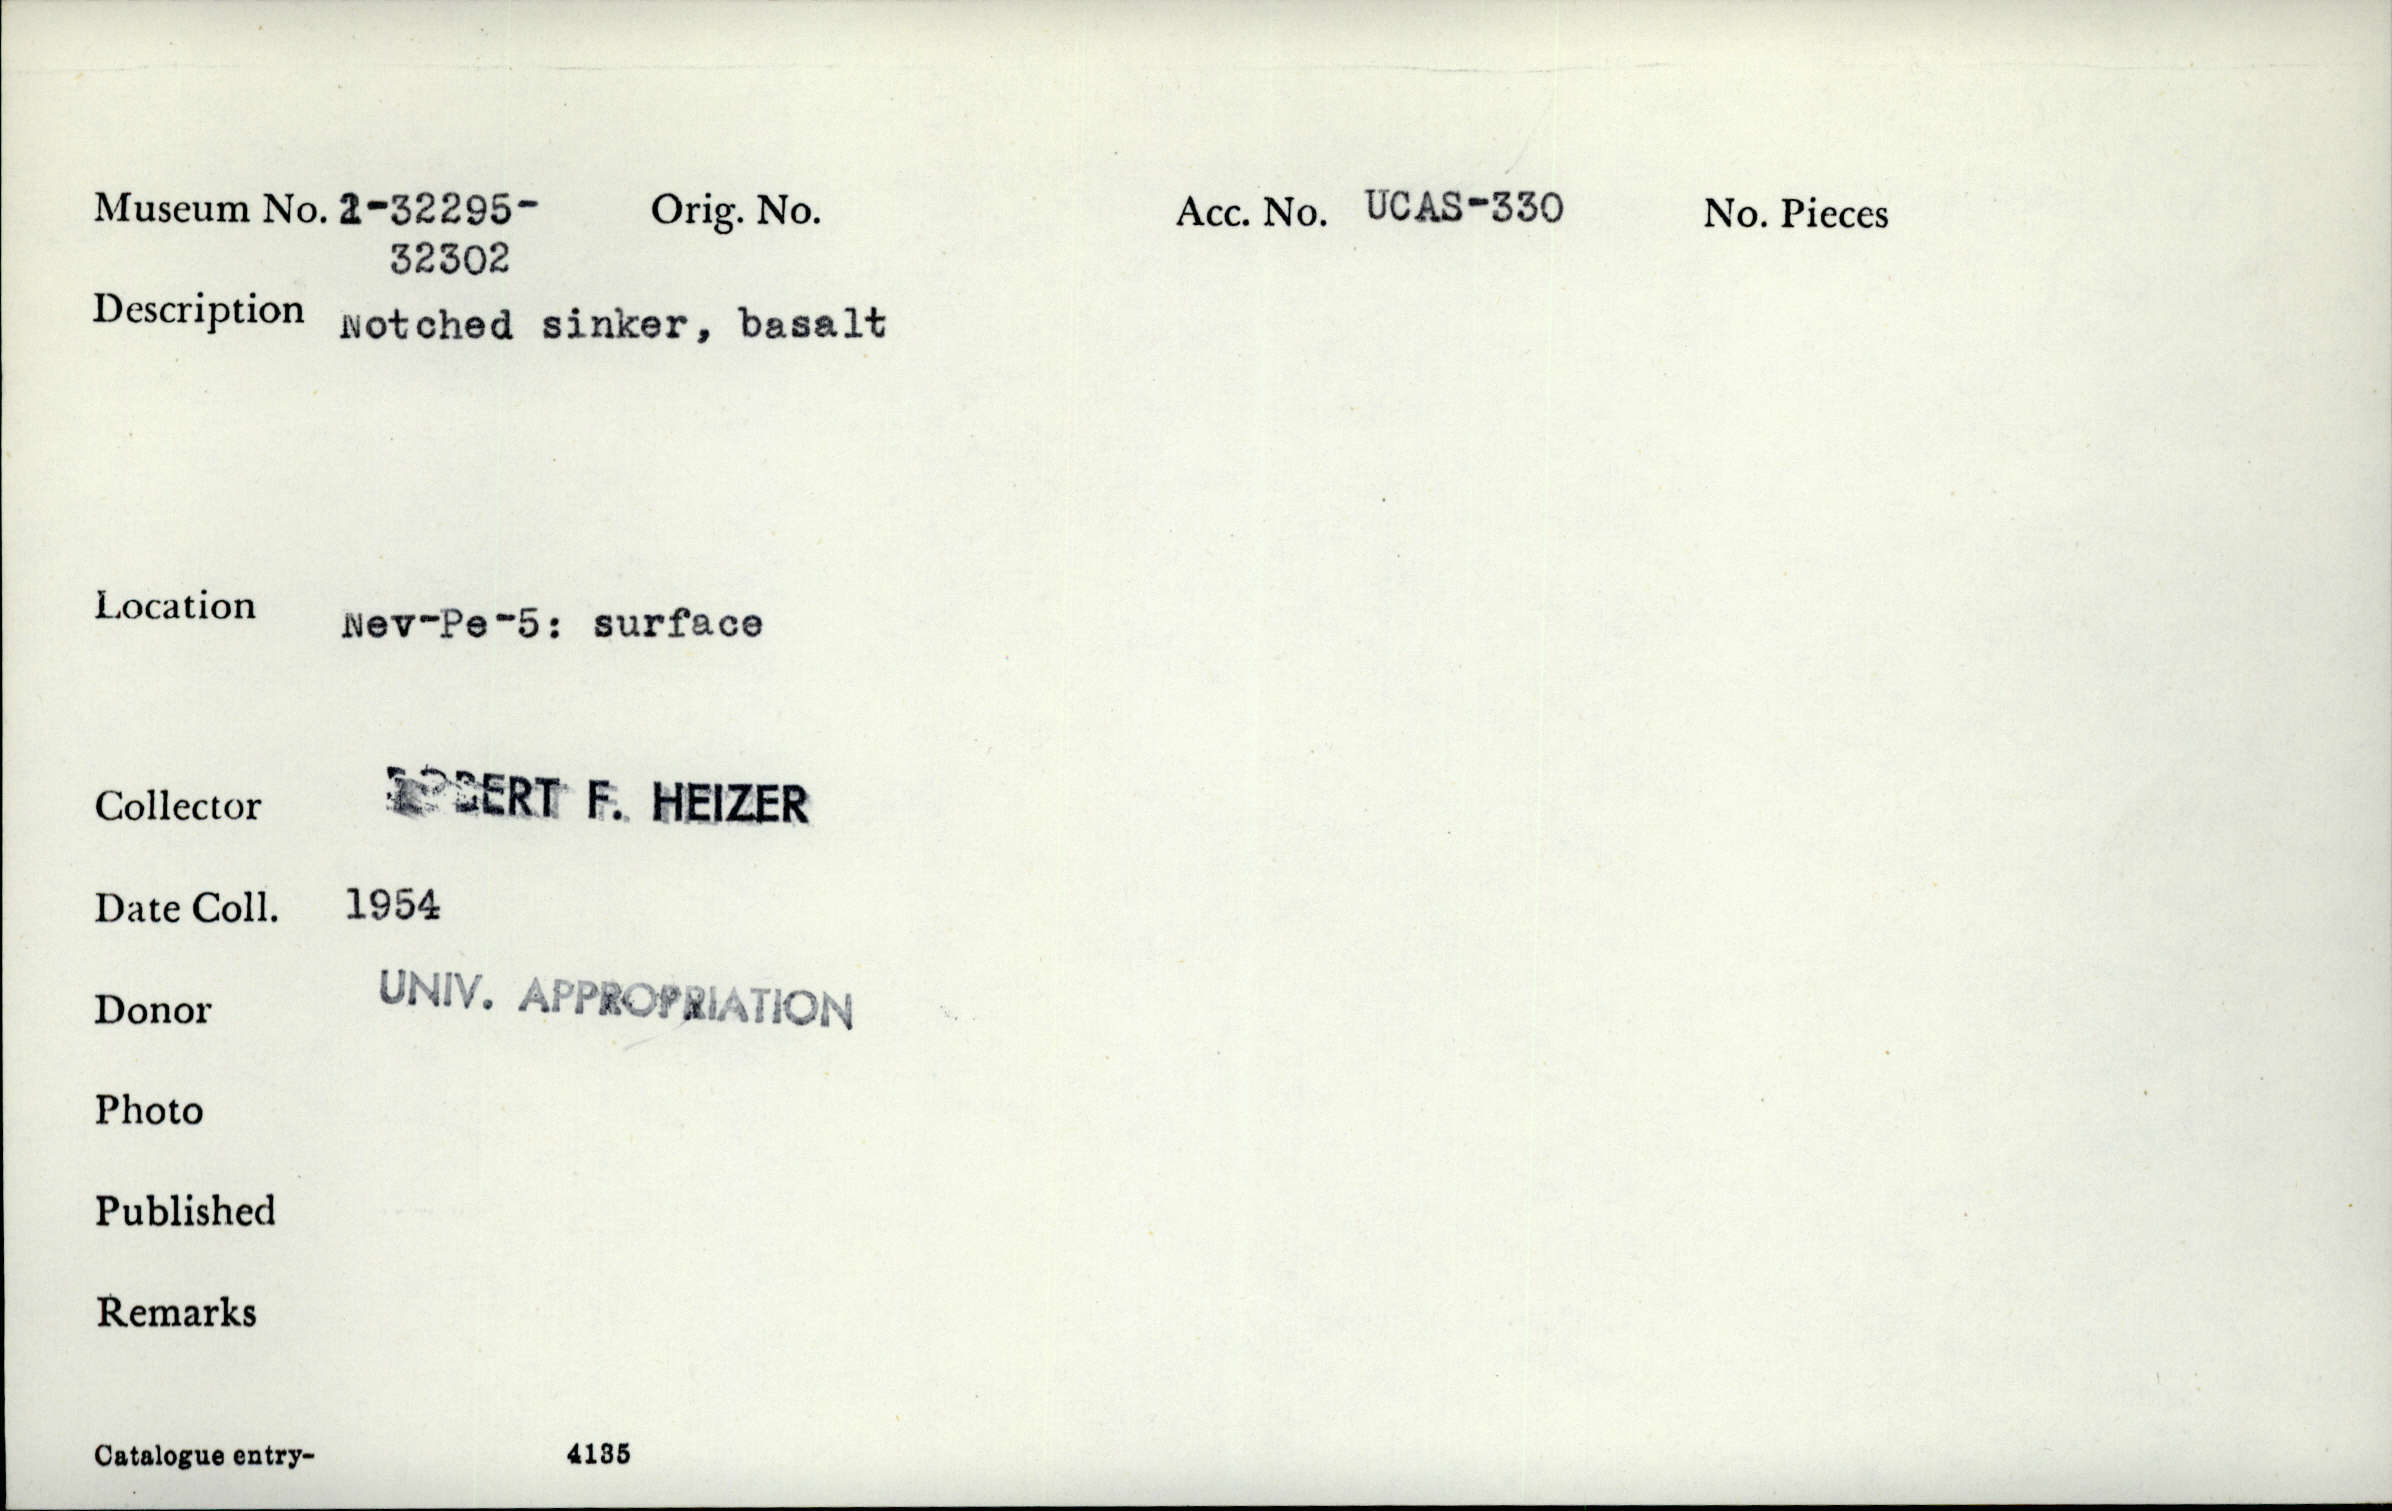 Museum No. 1-32295- Orig. No. Acc. No. UCAS-330 No. Pieces
32302
Description Notched sinker, basalt
Location Nev-Pe-5: surface
Collector ROBERT F. HEIZER
Date Coll. 1954
Donor UNIV. APPROPRIATION
Photo
Published
Remarks
Catalogue entry- 4135